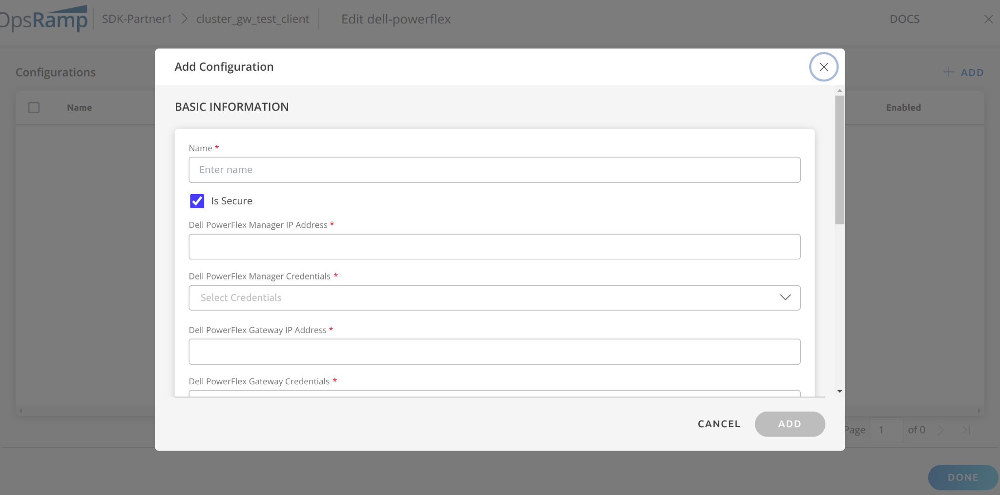 OpsRamp SDK-Partner1 > cluster_gw_test_client Edit dell-powerflex DOCS
Configurations
+ ADD
Name
Enabled
Add Configuration
BASIC INFORMATION
Name *
Enter name
Is Secure
Dell PowerFlex Manager IP Address *
Dell PowerFlex Manager Credentials *
Select Credentials
Dell PowerFlex Gateway IP Address *
Dell PowerFlex Gateway Credentials *
CANCEL ADD
Page 1 of 0
DONE